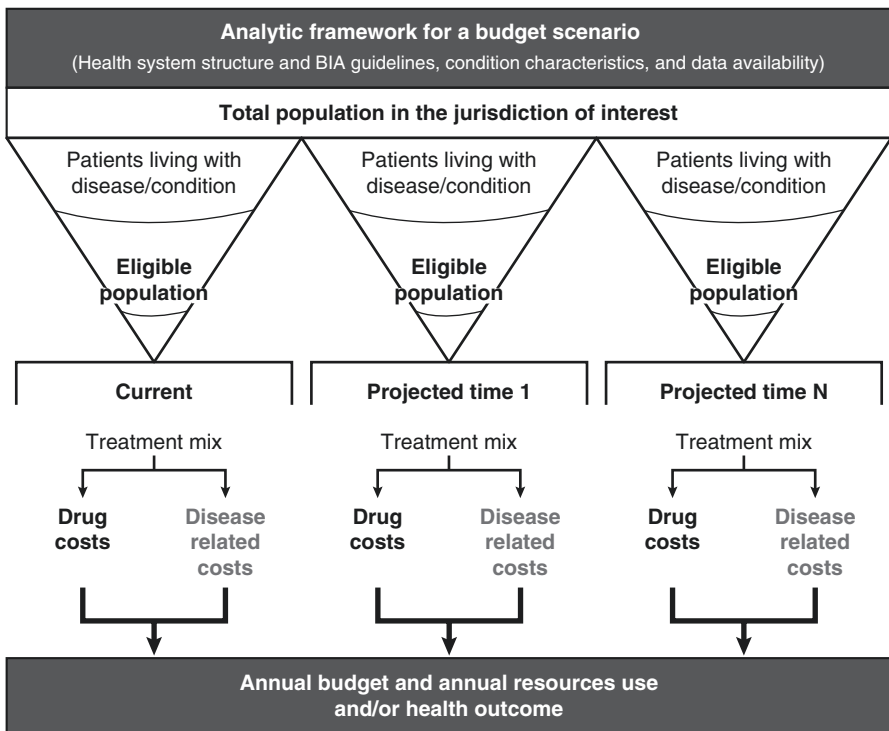 Analytic framework for a budget scenario
(Health system structure and BIA guidelines, condition characteristics, and data availability)
Total population in the jurisdiction of interest
Patients living with
disease/condition
Eligible
population
Patients living with
disease/condition
Eligible
population
Patients living with
disease/condition
Eligible
population
Current
Treatment mix
Drug
costs
Disease
related
costs
Projected time 1
Treatment mix
Drug
costs
Disease
related
costs
Projected time N
Treatment mix
Drug
costs
Disease
related
costs
Annual budget and annual resources use
and/or health outcome